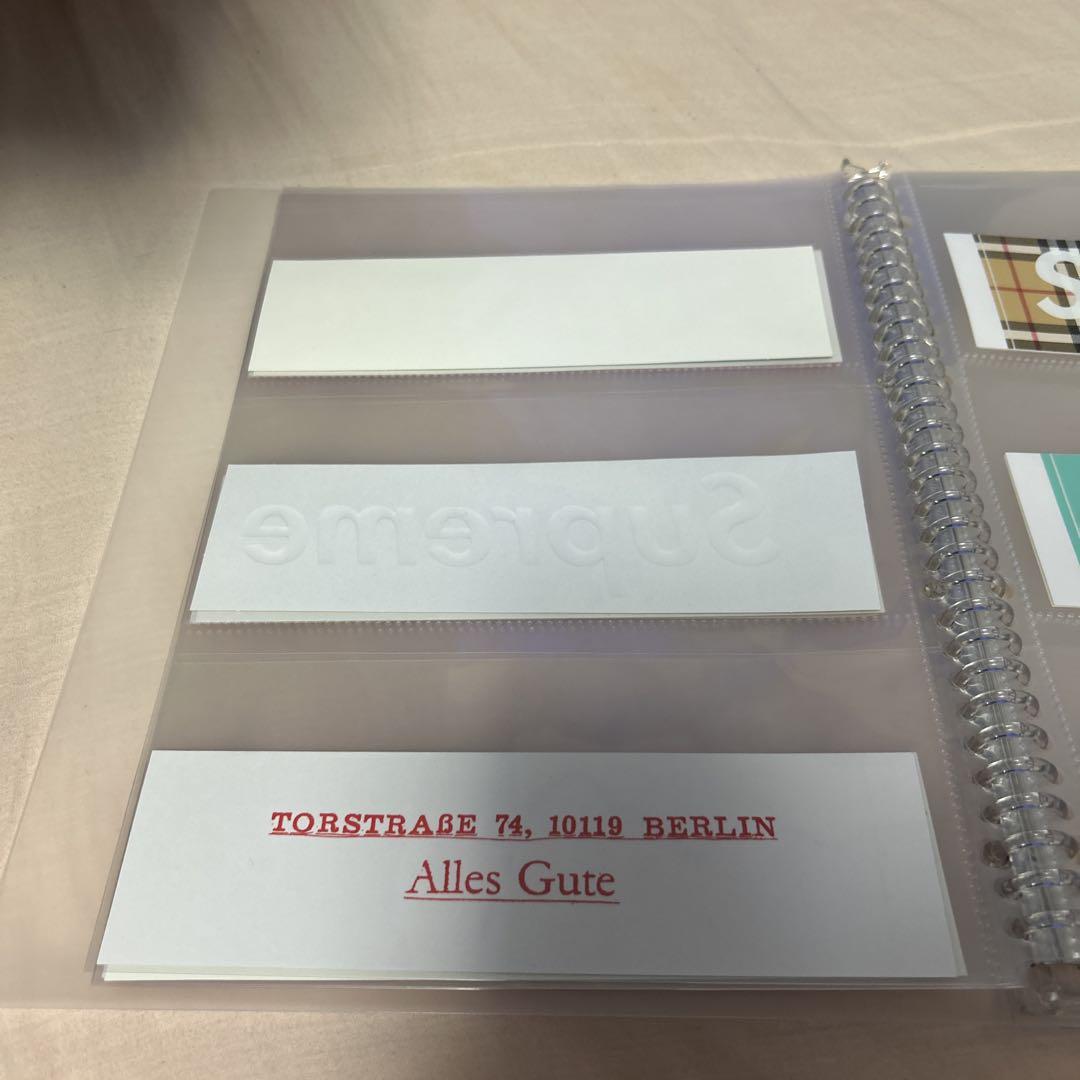 S
Supreme
TORSTRAßE 74, 10119 BERLIN
Alles Gute